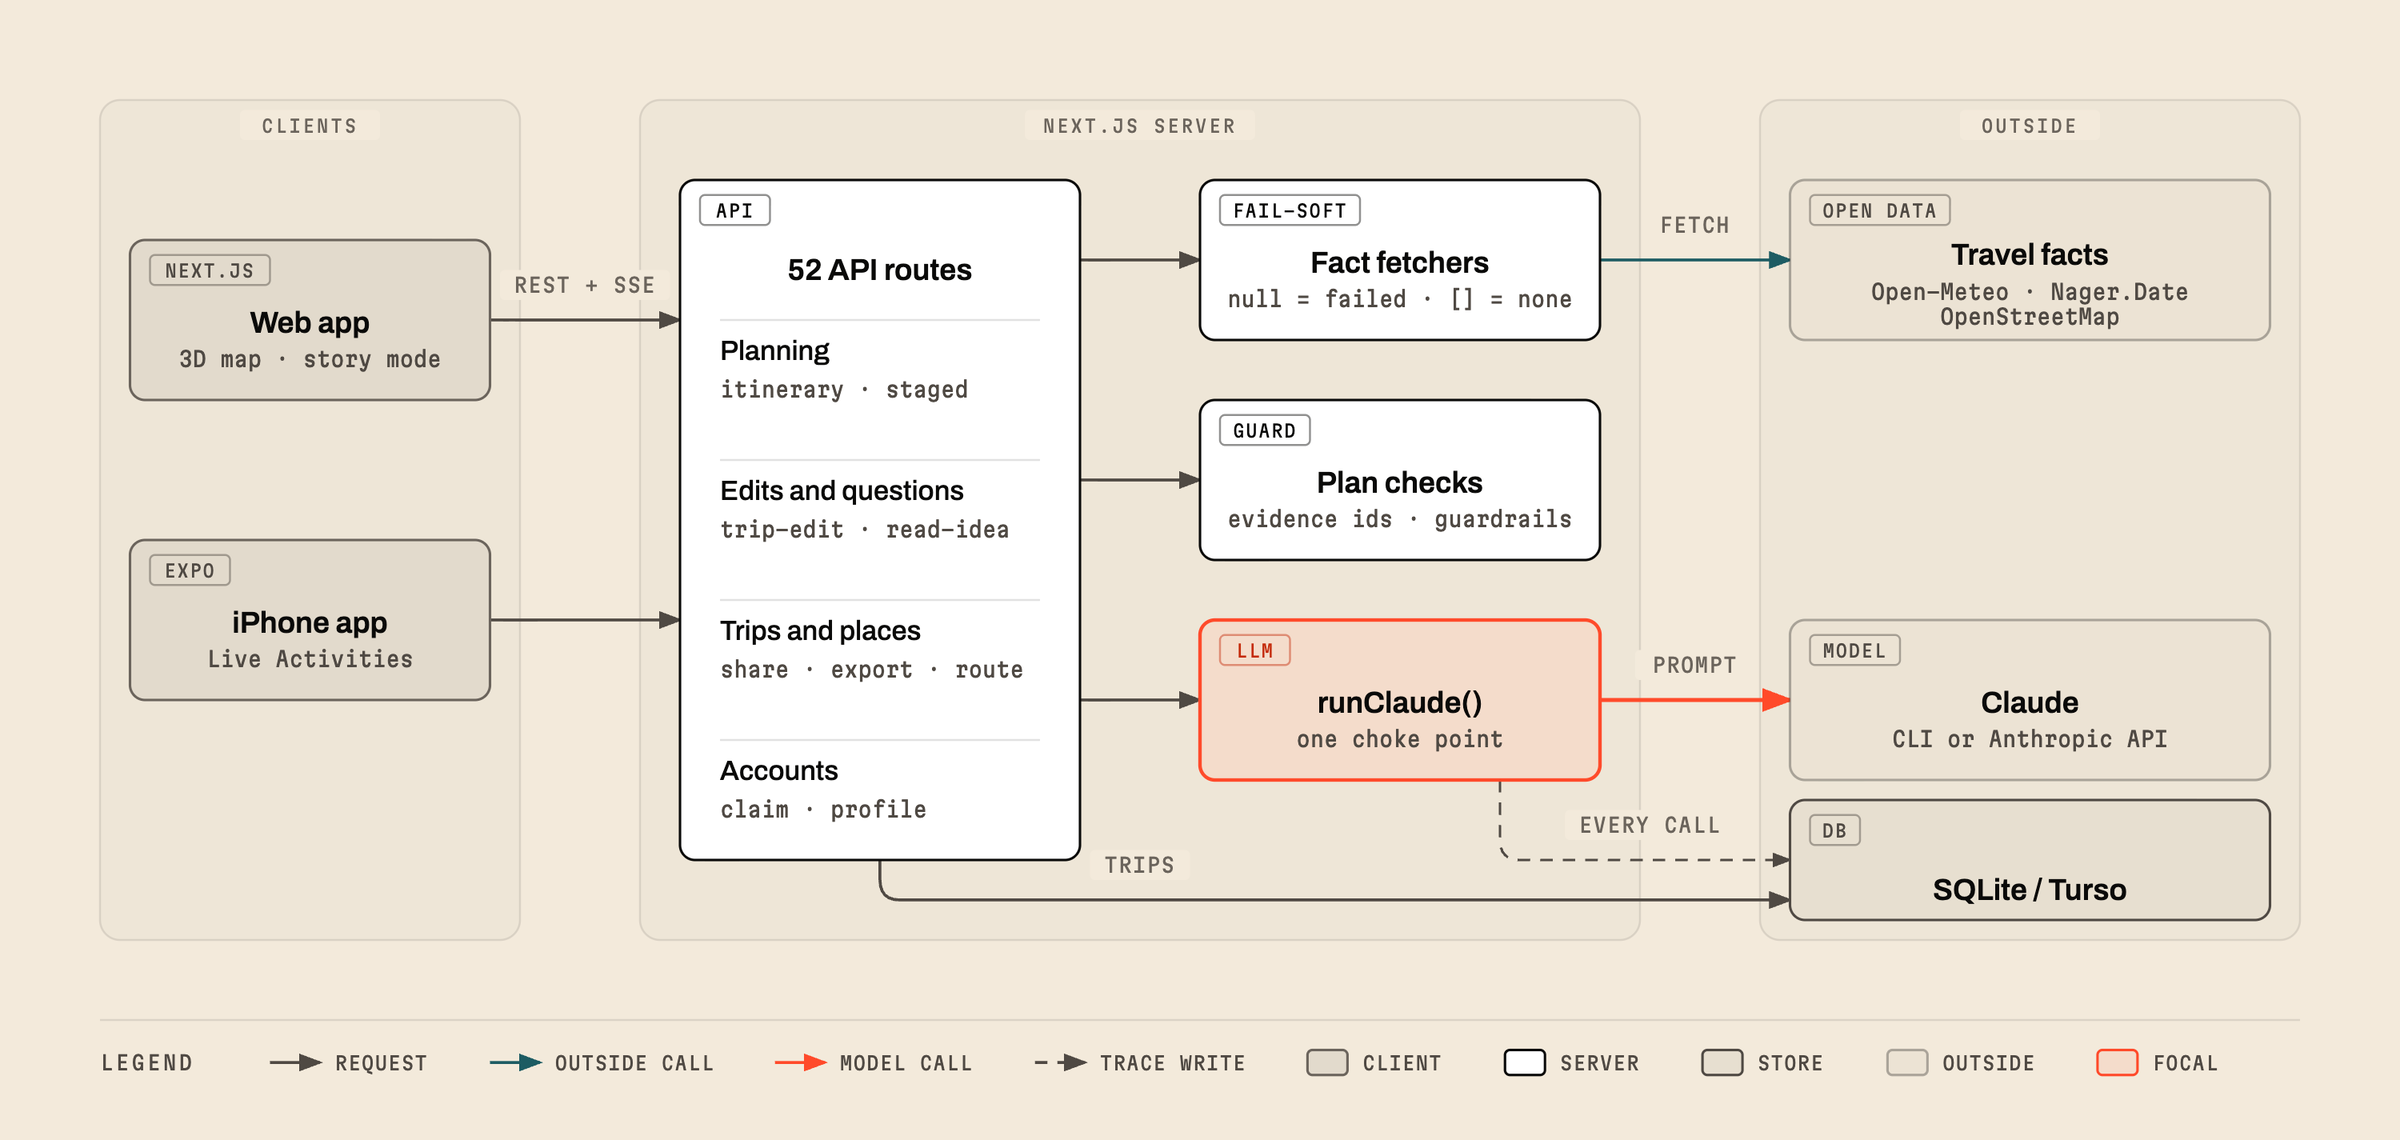 CLIENTS
NEXT.JS
Web app
3D map · story mode
EXPO
iPhone app
Live Activities
REST + SSE
NEXT.JS SERVER
API
52 API routes
Planning
itinerary · staged
Edits and questions
trip-edit · read-idea
Trips and places
share · export · route
Accounts
claim · profile
FAIL-SOFT
Fact fetchers
null = failed · [] = none
GUARD
Plan checks
evidence ids · guardrails
LLM
runClaude()
one choke point
TRIPS
EVERY CALL
FETCH
PROMPT
OUTSIDE
OPEN DATA
Travel facts
Open-Meteo · Nager.Date
OpenStreetMap
MODEL
Claude
CLI or Anthropic API
DB
SQLite / Turso
LEGEND
REQUEST
OUTSIDE CALL
MODEL CALL
TRACE WRITE
CLIENT
SERVER
STORE
OUTSIDE
FOCAL